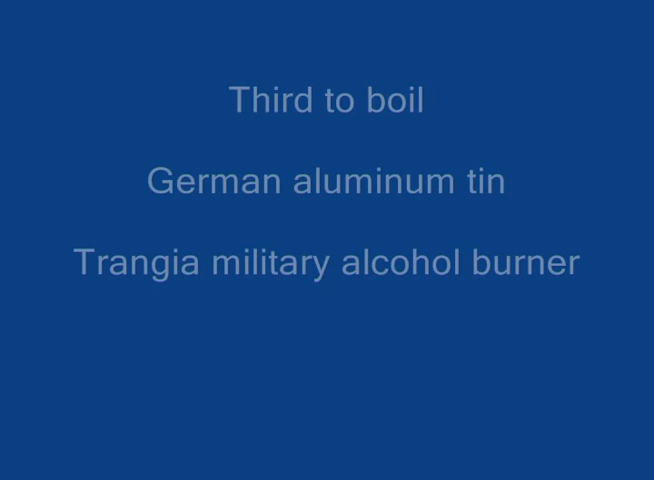 Third to boil
German aluminum tin
Trangia military alcohol burner